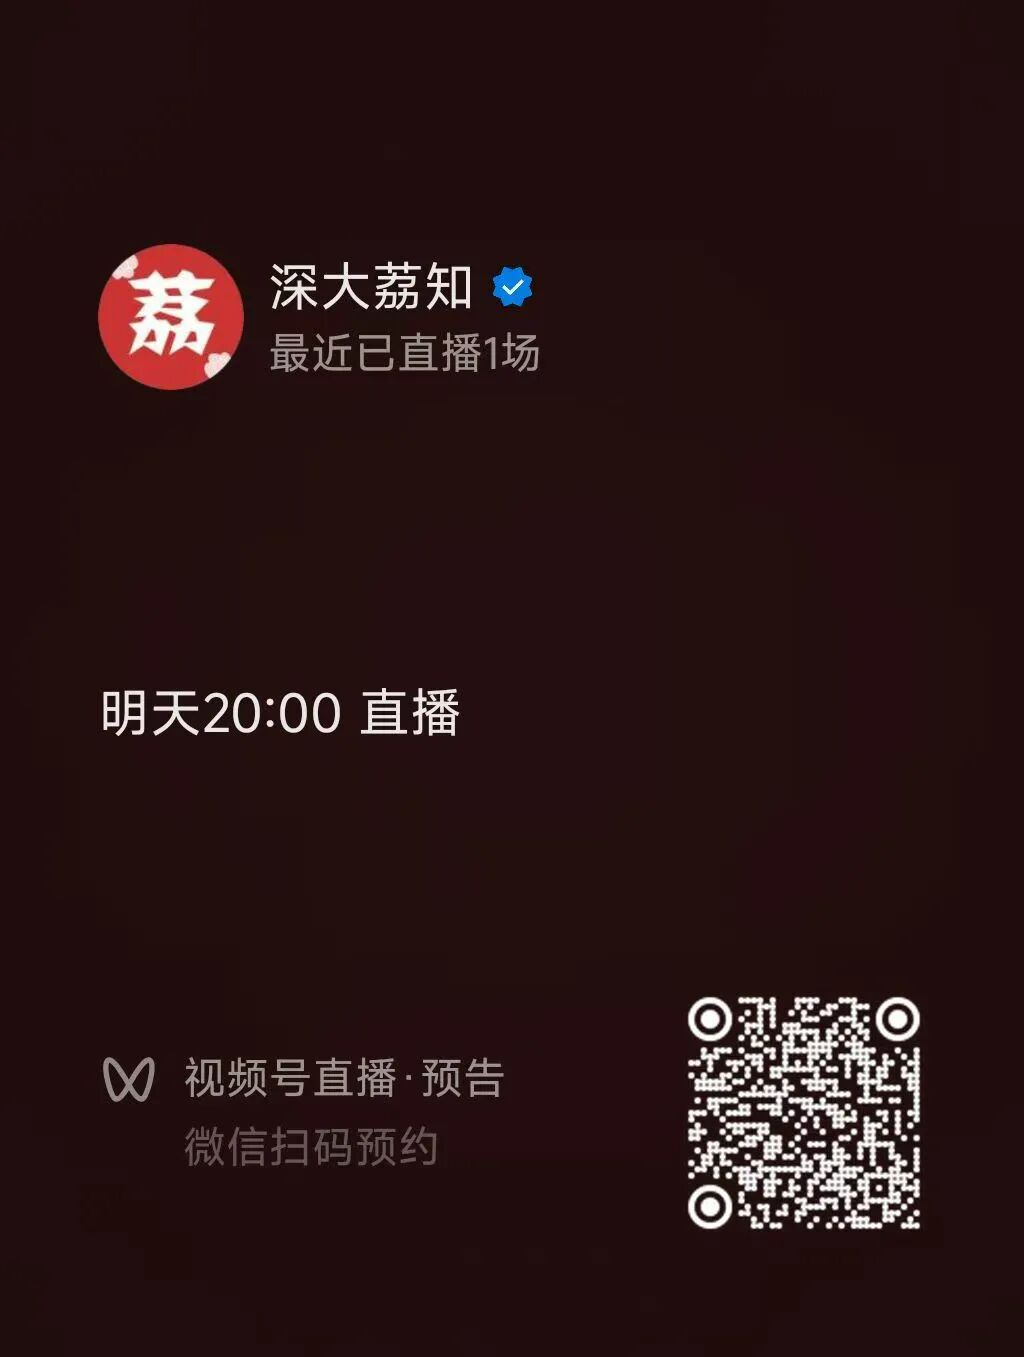 荔
深大荔知
最近已直播1场
明天20:00 直播
视频号直播·预告
微信扫码预约